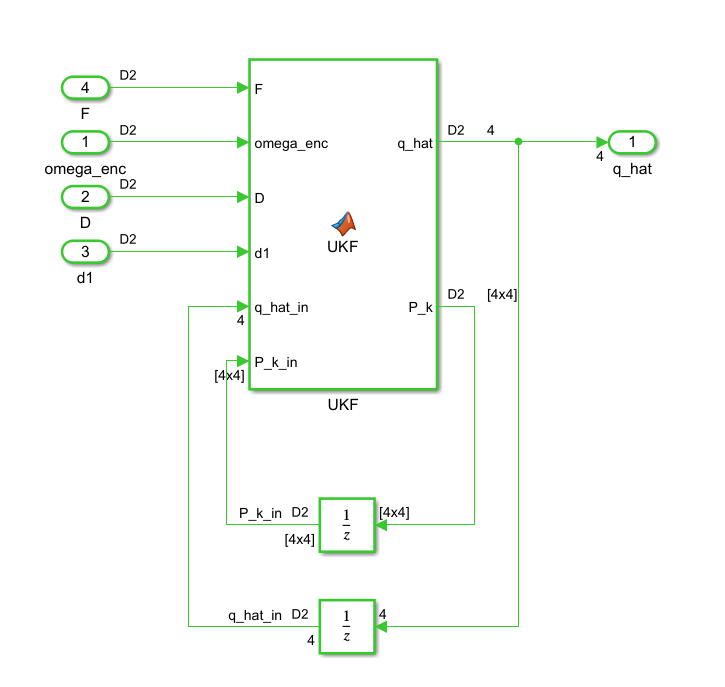 D2
4
F
F
D2
1
omega_enc
omega_enc
D2
2
D
D
D2
3
d1
d1
q_hat_in
4
P_k_in
[4x4]
UKF
q_hat
D2 4
4
1
q_hat
P_k
D2 [4x4]
UKF
P_k_in D2
[4x4]
1
z
[4x4]
q_hat_in D2
4
1
z
4